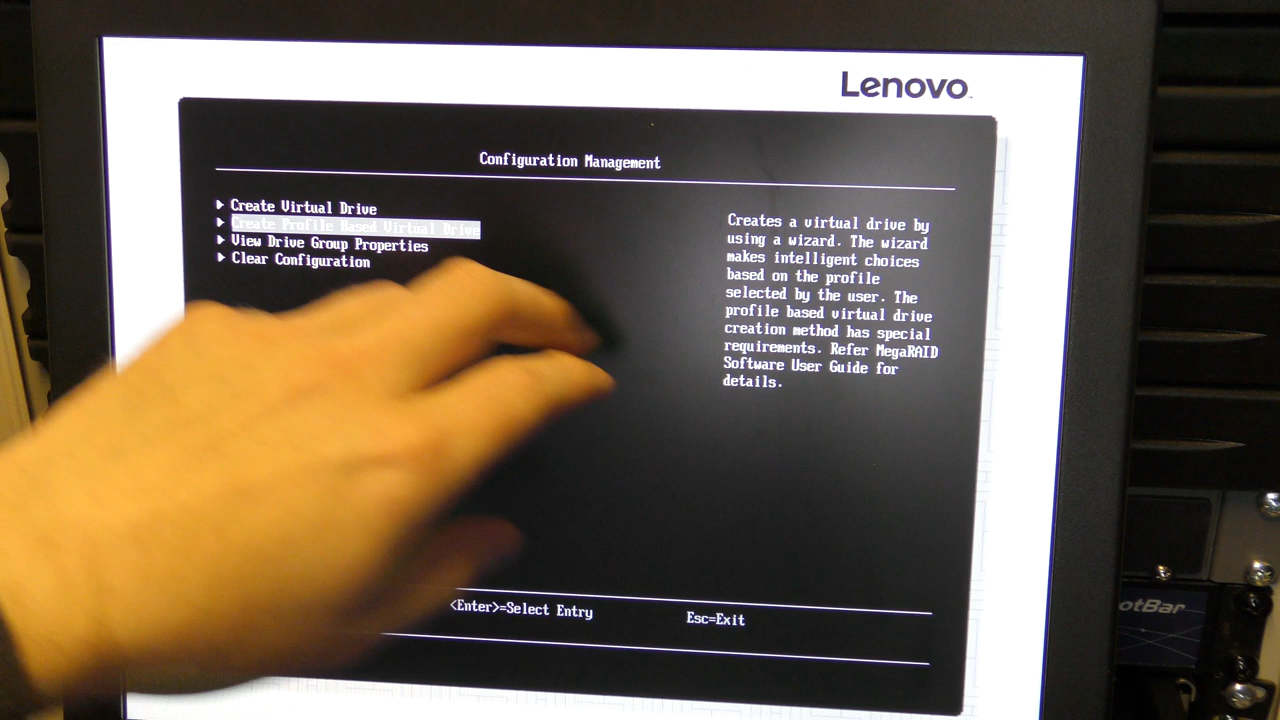 Lenovo
Configuration Management
Create Virtual Drive
Create Profile Based Virtual Drive
View Drive Group Properties
Clear Configuration
Creates a virtual drive by
using a wizard. The wizard
makes intelligent choices
based on the profile
selected by the user. The
profile based virtual drive
creation method has special
requirements. Refer MegaRAID
Software User Guide for
details.
<Enter>=Select Entry
Esc=Exit
otBar